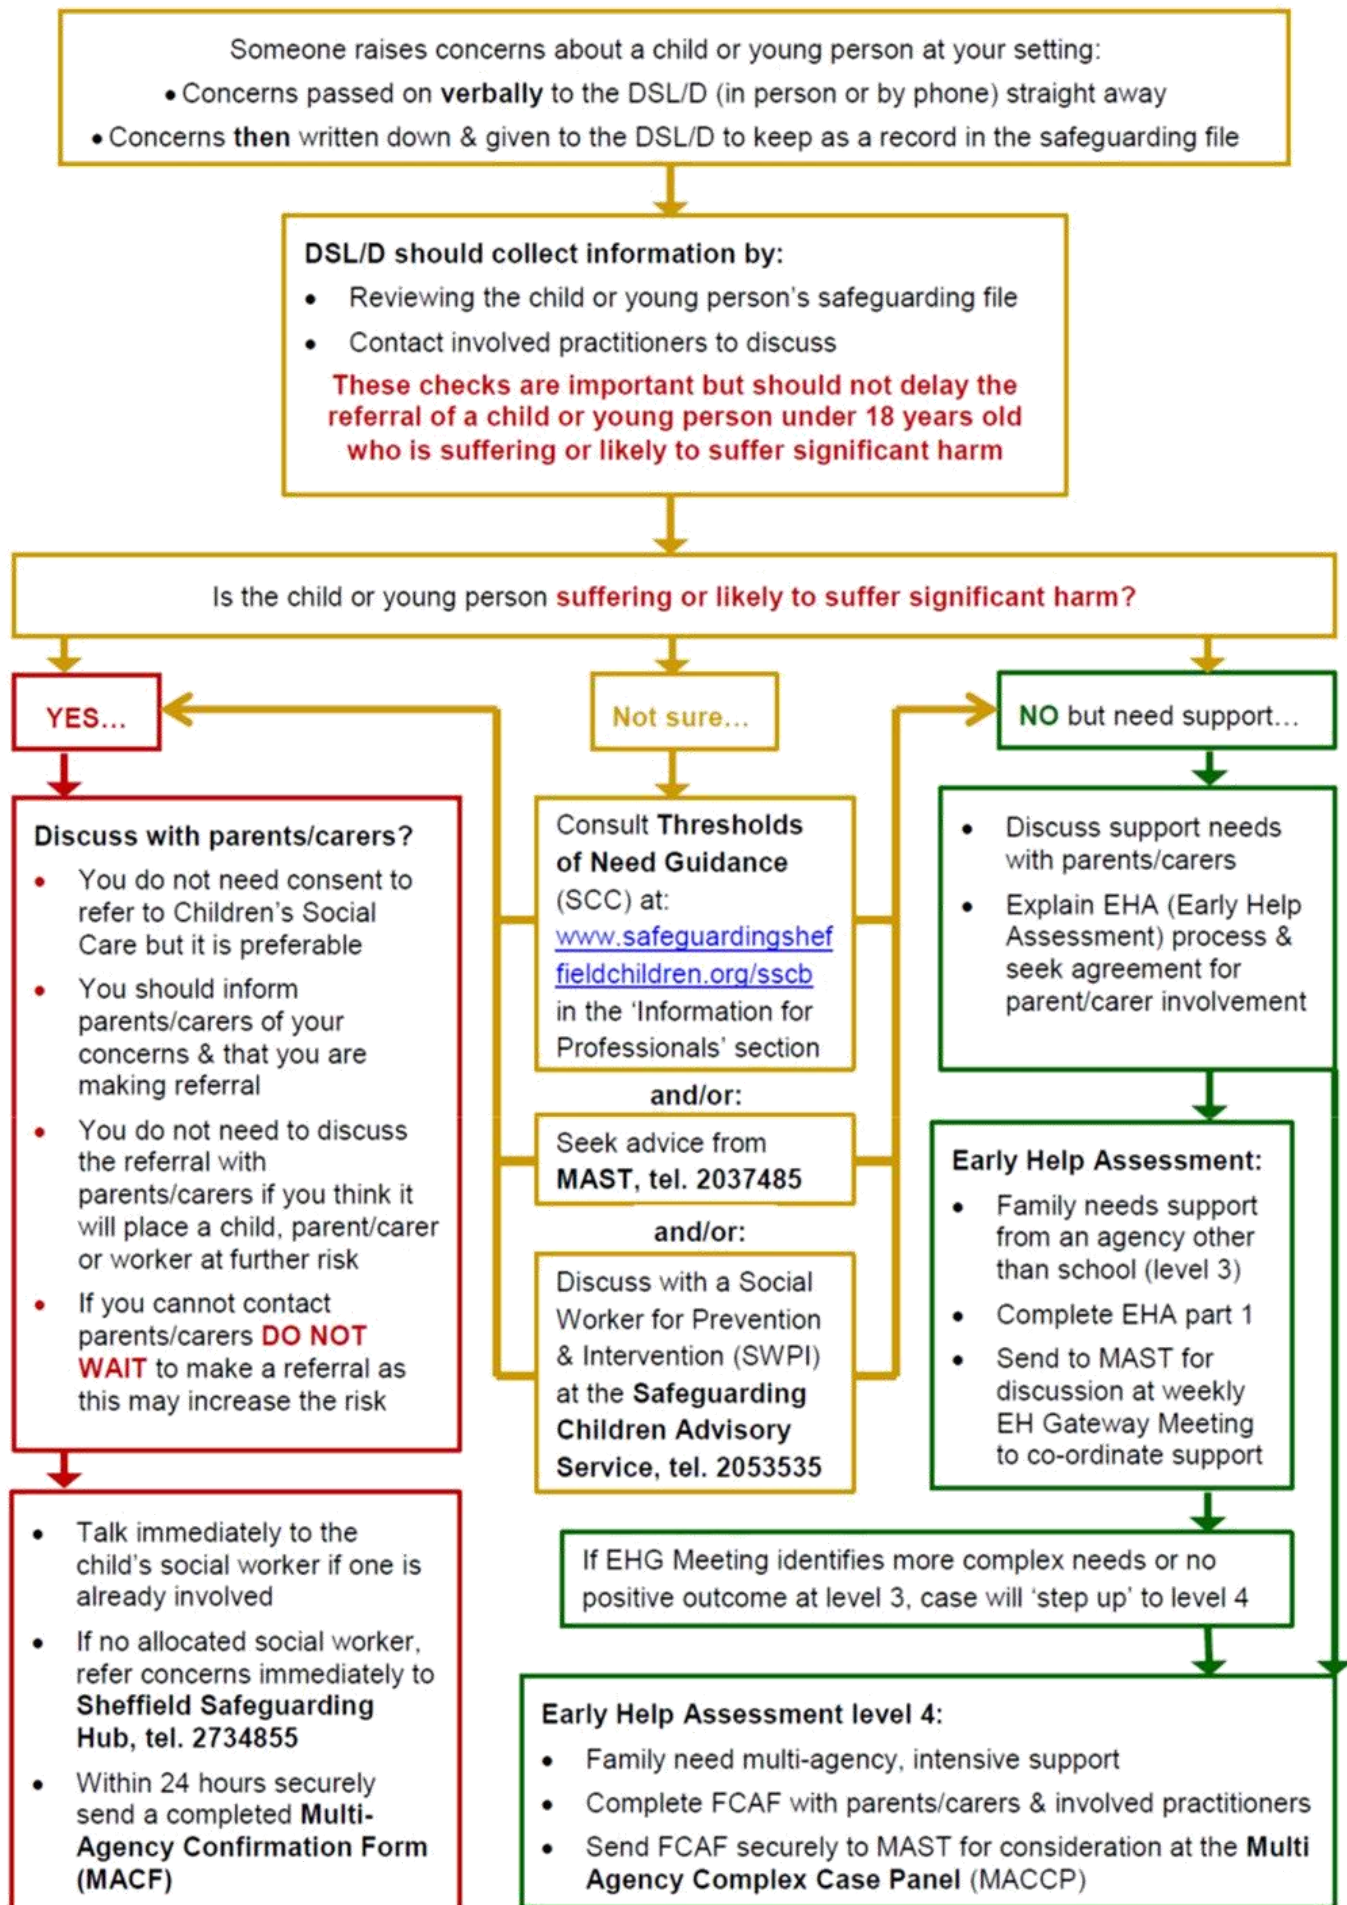 Someone raises concerns about a child or young person at your setting:
• Concerns passed on verbally to the DSL/D (in person or by phone) straight away
• Concerns then written down & given to the DSL/D to keep as a record in the safeguarding file
DSL/D should collect information by:
• Reviewing the child or young person's safeguarding file
• Contact involved practitioners to discuss
These checks are important but should not delay the
referral of a child or young person under 18 years old
who is suffering or likely to suffer significant harm
Is the child or young person suffering or likely to suffer significant harm?
YES...
Not sure...
NO but need support...
Discuss with parents/carers?
• You do not need consent to
refer to Children's Social
Care but it is preferable
• You should inform
parents/carers of your
concerns & that you are
making referral
• You do not need to discuss
the referral with
parents/carers if you think it
will place a child, parent/carer
or worker at further risk
• If you cannot contact
parents/carers DO NOT
WAIT to make a referral as
this may increase the risk
• Talk immediately to the
child's social worker if one is
already involved
• If no allocated social worker,
refer concerns immediately to
Sheffield Safeguarding
Hub, tel. 2734855
• Within 24 hours securely
send a completed Multi-
Agency Confirmation Form
(MACF)
Consult Thresholds
of Need Guidance
(SCC) at:
www.safeguardingshef
fieldchildren.org/sscb
in the 'Information for
Professionals' section
and/or:
Seek advice from
MAST, tel. 2037485
and/or:
Discuss with a Social
Worker for Prevention
& Intervention (SWPI)
at the Safeguarding
Children Advisory
Service, tel. 2053535
• Discuss support needs
with parents/carers
• Explain EHA (Early Help
Assessment) process &
seek agreement for
parent/carer involvement
Early Help Assessment:
• Family needs support
from an agency other
than school (level 3)
• Complete EHA part 1
• Send to MAST for
discussion at weekly
EH Gateway Meeting
to co-ordinate support
If EHG Meeting identifies more complex needs or no
positive outcome at level 3, case will 'step up' to level 4
Early Help Assessment level 4:
• Family need multi-agency, intensive support
• Complete FCAF with parents/carers & involved practitioners
• Send FCAF securely to MAST for consideration at the Multi
Agency Complex Case Panel (MACCP)